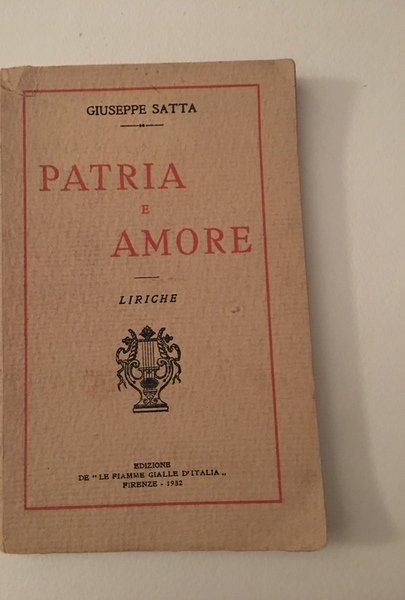 GIUSEPPE SATTA
PATRIA
E
AMORE
LIRICHE
EDIZIONE
DE "LE FIAMME GIALLE D'ITALIA„
FIRENZE - 1932